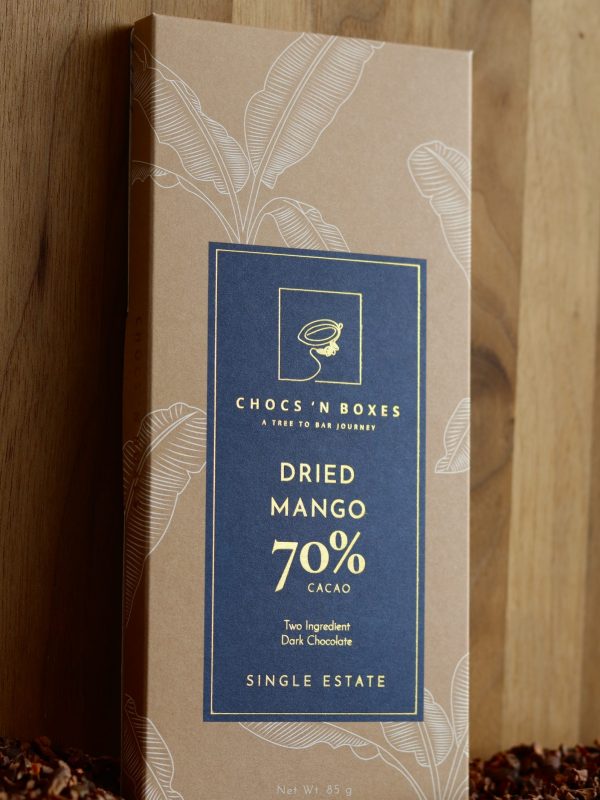 CHOCS 'N BOXES
A TREE TO BAR JOURNEY
DRIED
MANGO
70%
CACAO
Two Ingredient
Dark Chocolate
SINGLE ESTATE
Net Wt. 85 g